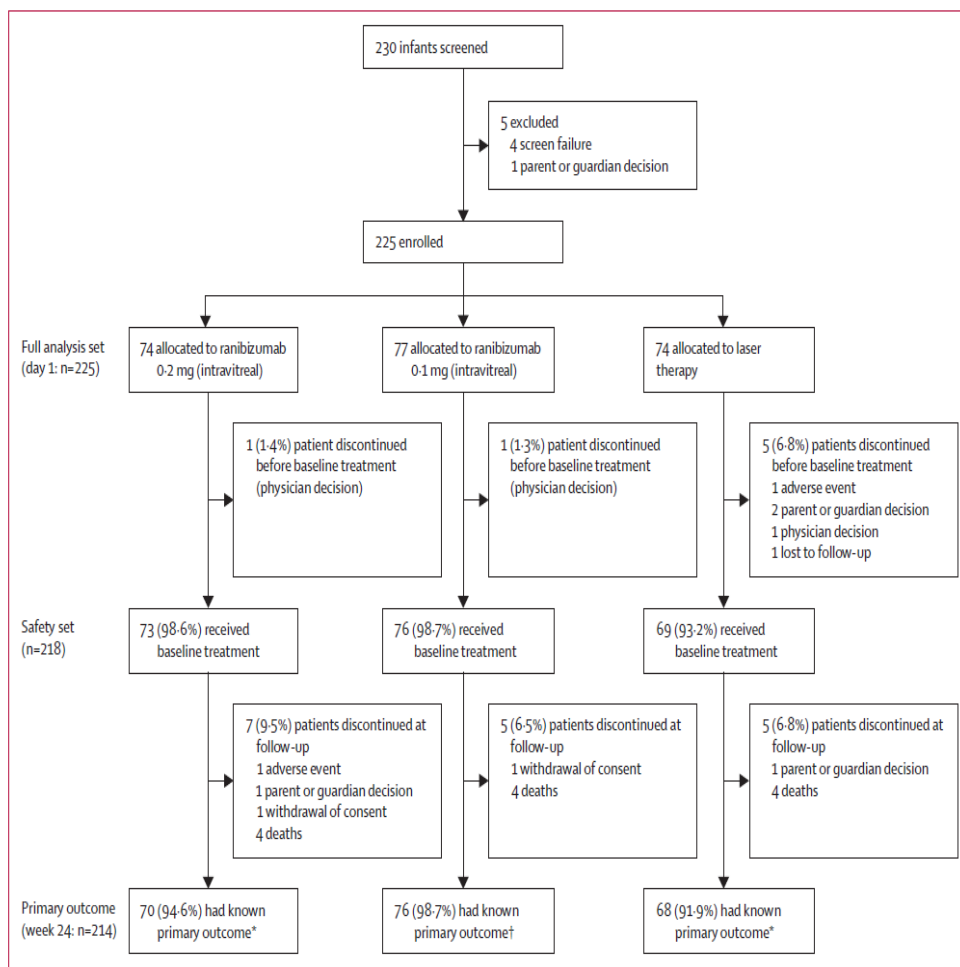 230 infants screened
5 excluded
4 screen failure
1 parent or guardian decision
225 enrolled
Full analysis set
(day 1: n=225)
74 allocated to ranibizumab
0·2 mg (intravitreal)
77 allocated to ranibizumab
0·1 mg (intravitreal)
74 allocated to laser
therapy
1 (1·4%) patient discontinued
before baseline treatment
(physician decision)
1 (1·3%) patient discontinued
before baseline treatment
(physician decision)
5 (6·8%) patients discontinued
before baseline treatment
1 adverse event
2 parent or guardian decision
1 physician decision
1 lost to follow-up
Safety set
(n=218)
73 (98·6%) received
baseline treatment
76 (98·7%) received
baseline treatment
69 (93·2%) received
baseline treatment
7 (9·5%) patients discontinued at
follow-up
1 adverse event
1 parent or guardian decision
1 withdrawal of consent
4 deaths
5 (6·5%) patients discontinued at
follow-up
1 withdrawal of consent
4 deaths
5 (6·8%) patients discontinued at
follow-up
1 parent or guardian decision
4 deaths
Primary outcome
(week 24: n=214)
70 (94·6%) had known
primary outcome*
76 (98·7%) had known
primary outcome†
68 (91·9%) had known
primary outcome*